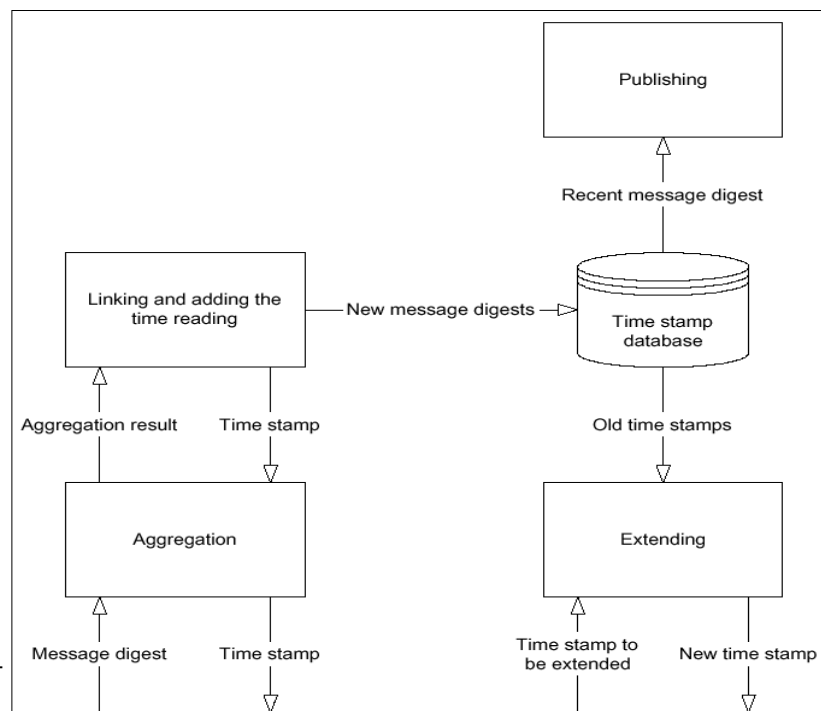 Publishing
Recent message digest
Linking and adding the
time reading
New message digests
Time stamp
database
Aggregation result
Time stamp
Old time stamps
Aggregation
Extending
Message digest
Time stamp
Time stamp to
be extended
New time stamp